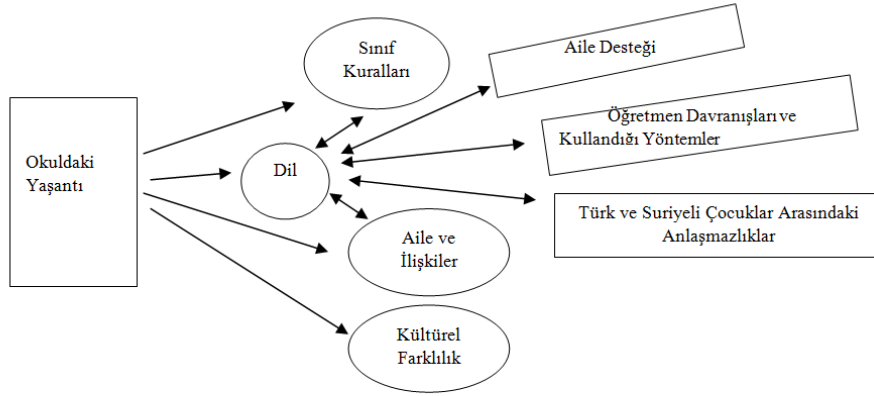 Okuldaki
Yaşantı
Sınıf
Kuralları
Dil
Aile ve
İlişkiler
Kültürel
Farklılık
Aile Desteği
Öğretmen Davranışları ve
Kullandığı Yöntemler
Türk ve Suriyeli Çocuklar Arasındaki
Anlaşmazlıklar